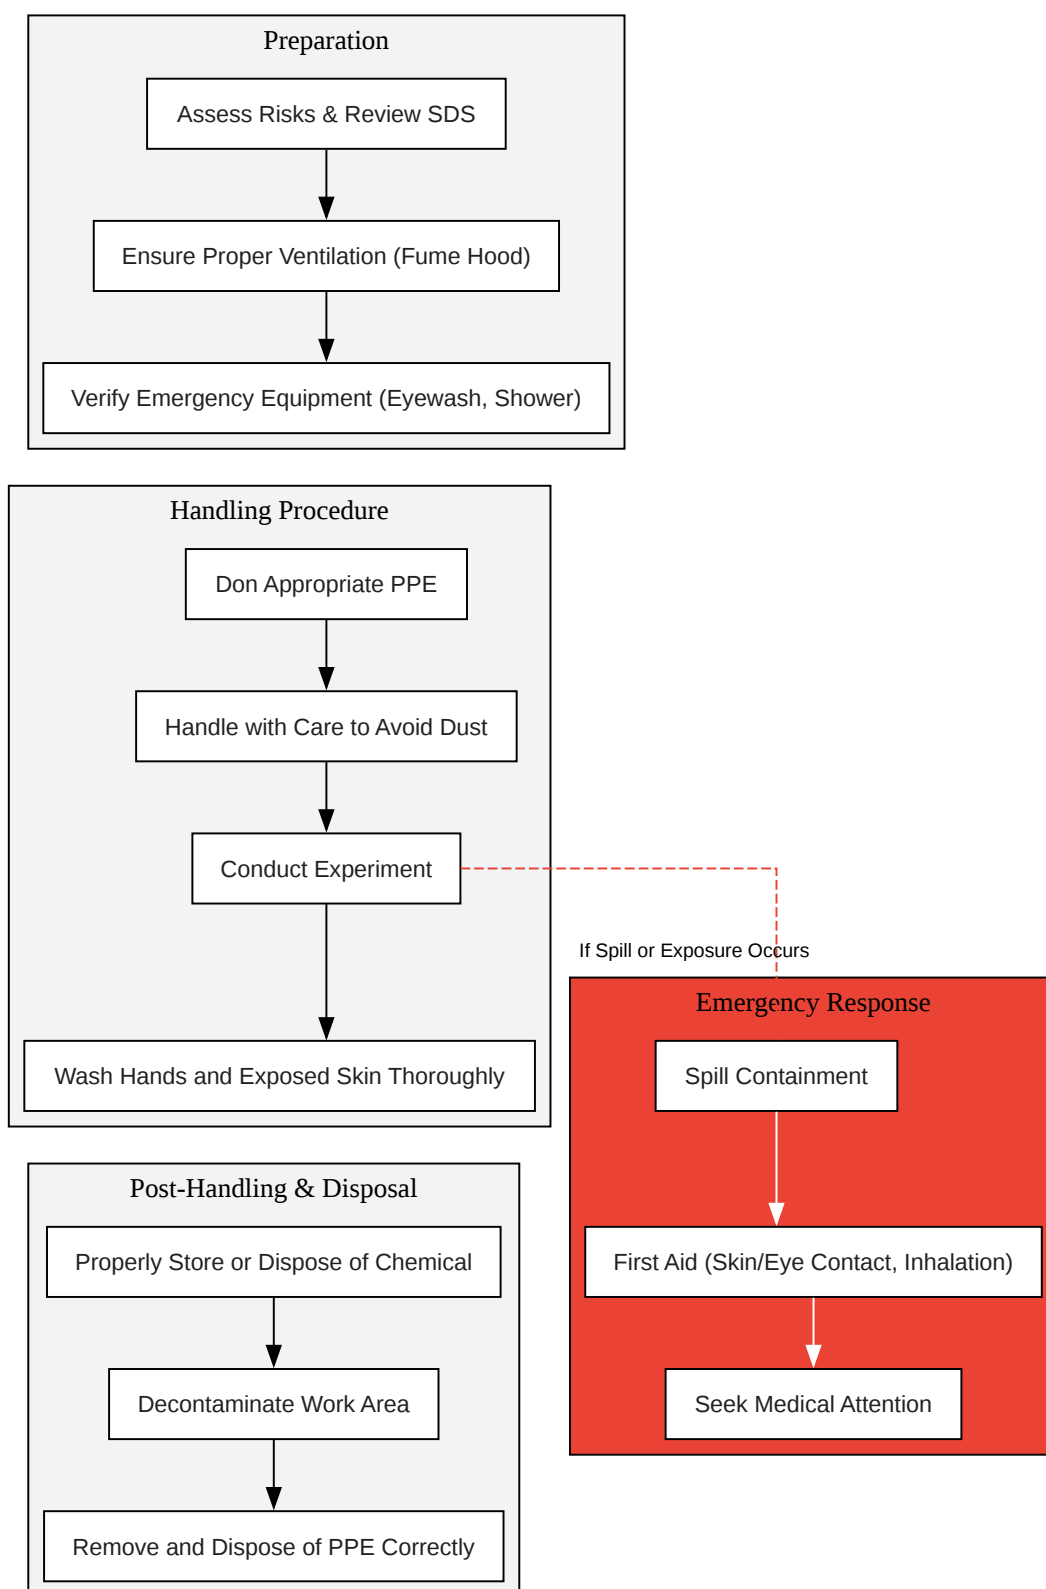 Preparation
Assess Risks & Review SDS
Ensure Proper Ventilation (Fume Hood)
Verify Emergency Equipment (Eyewash, Shower)
Handling Procedure
Don Appropriate PPE
Handle with Care to Avoid Dust
Conduct Experiment
Wash Hands and Exposed Skin Thoroughly
If Spill or Exposure Occurs
Emergency Response
Spill Containment
First Aid (Skin/Eye Contact, Inhalation)
Seek Medical Attention
Post-Handling & Disposal
Properly Store or Dispose of Chemical
Decontaminate Work Area
Remove and Dispose of PPE Correctly